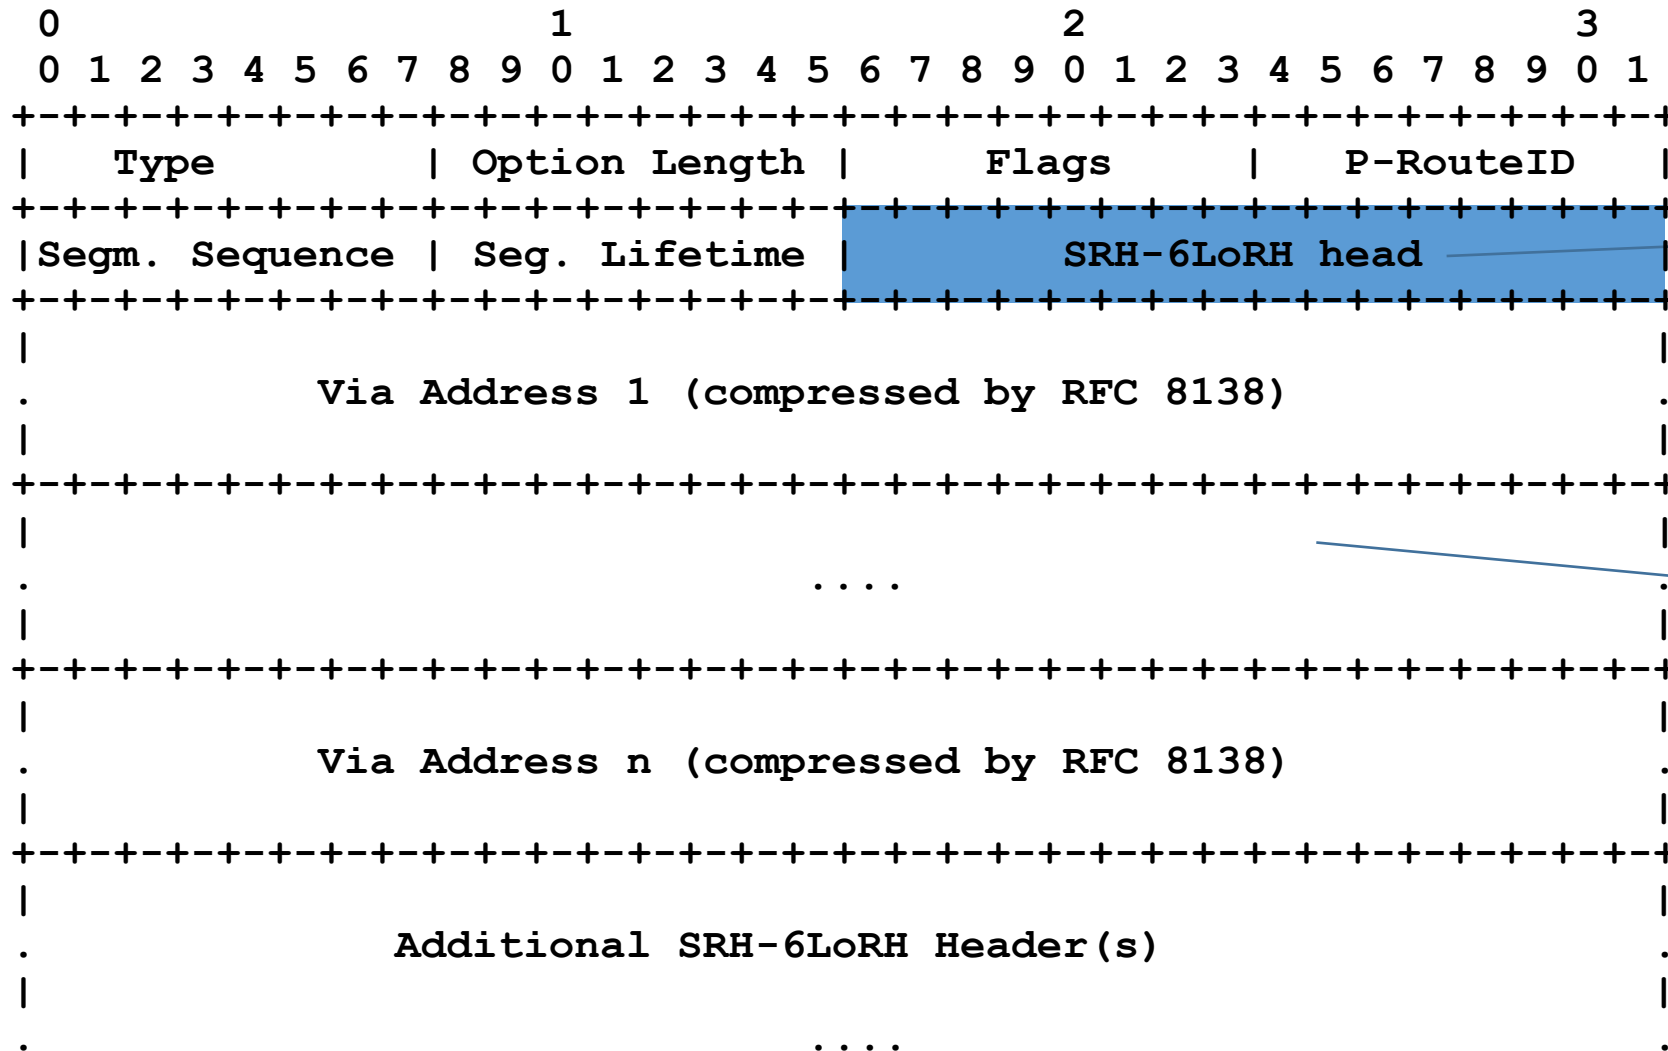 0                   1                   2                   3
 0 1 2 3 4 5 6 7 8 9 0 1 2 3 4 5 6 7 8 9 0 1 2 3 4 5 6 7 8 9 0 1
+-+-+-+-+-+-+-+-+-+-+-+-+-+-+-+-+-+-+-+-+-+-+-+-+-+-+-+-+-+-+-+-+
|   Type        | Option Length |     Flags     |   P-RouteID   |
+-+-+-+-+-+-+-+-+-+-+-+-+-+-+-+-+-+-+-+-+-+-+-+-+-+-+-+-+-+-+-+-+
|Segm. Sequence | Seg. Lifetime |        SRH-6LoRH head         |
+-+-+-+-+-+-+-+-+-+-+-+-+-+-+-+-+-+-+-+-+-+-+-+-+-+-+-+-+-+-+-+-+
|                                                               |
.           Via Address 1 (compressed by RFC 8138)              .
|                                                               |
+-+-+-+-+-+-+-+-+-+-+-+-+-+-+-+-+-+-+-+-+-+-+-+-+-+-+-+-+-+-+-+-+
|                                                               |
.                              ....                             .
|                                                               |
+-+-+-+-+-+-+-+-+-+-+-+-+-+-+-+-+-+-+-+-+-+-+-+-+-+-+-+-+-+-+-+-+
|                                                               |
.           Via Address n (compressed by RFC 8138)              .
|                                                               |
+-+-+-+-+-+-+-+-+-+-+-+-+-+-+-+-+-+-+-+-+-+-+-+-+-+-+-+-+-+-+-+-+
|                                                               |
.              Additional SRH-6LoRH Header(s)                   .
|                                                               |
.                              ....                             .